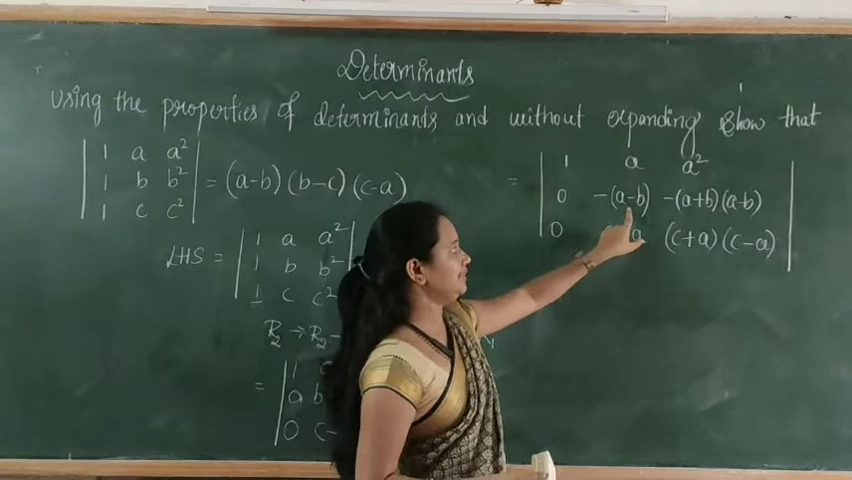 Determinants
Using the properties of determinants and without expanding show that
| 1 a a² |
| 1 b b² | = (a-b)(b-c)(c-a)
| 1 c c² |
LHS = | 1 a a² |
| 1 b b²
| 1 c c²
R₂ → R₂ -
= | 1
| a b
| 0 c-
= | 1 a a² |
| 0 -(a-b) -(a+b)(a-b) |
| 0 a (c+a)(c-a) |